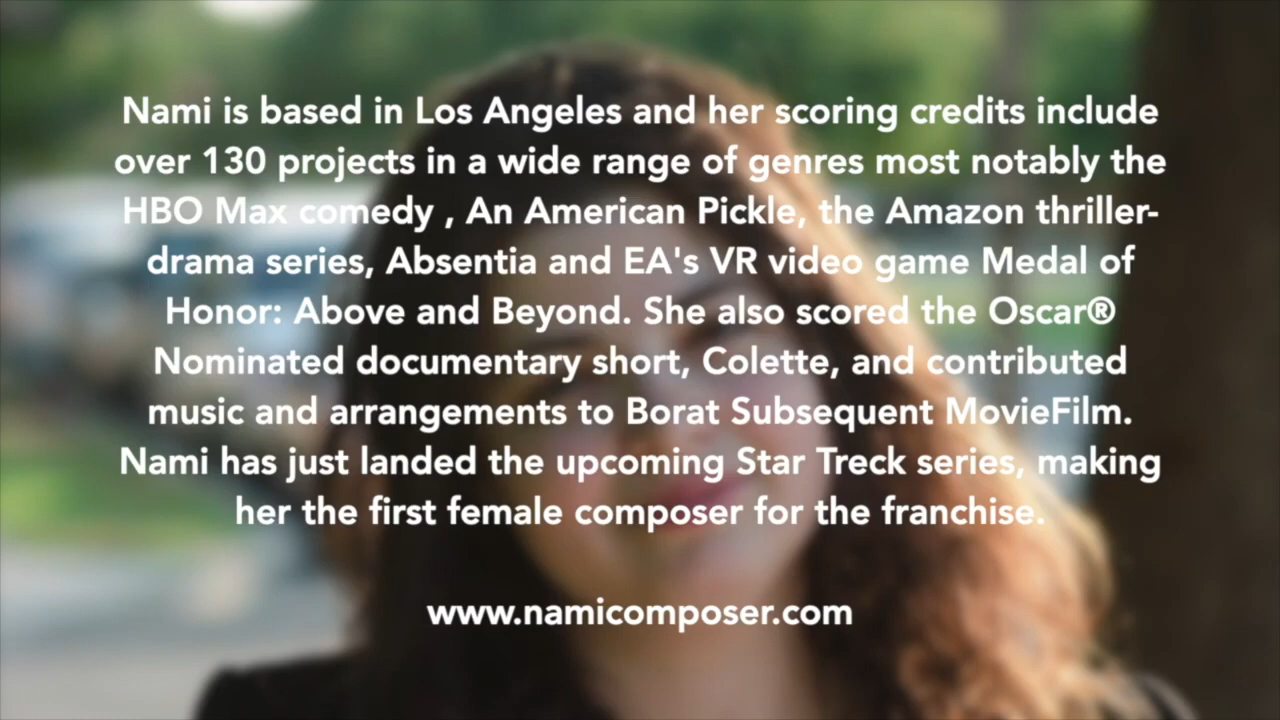 Nami is based in Los Angeles and her scoring credits include
over 130 projects in a wide range of genres most notably the
HBO Max comedy , An American Pickle, the Amazon thriller-
drama series, Absentia and EA's VR video game Medal of
Honor: Above and Beyond. She also scored the Oscar®
Nominated documentary short, Colette, and contributed
music and arrangements to Borat Subsequent MovieFilm.
Nami has just landed the upcoming Star Treck series, making
her the first female composer for the franchise.
www.namicomposer.com